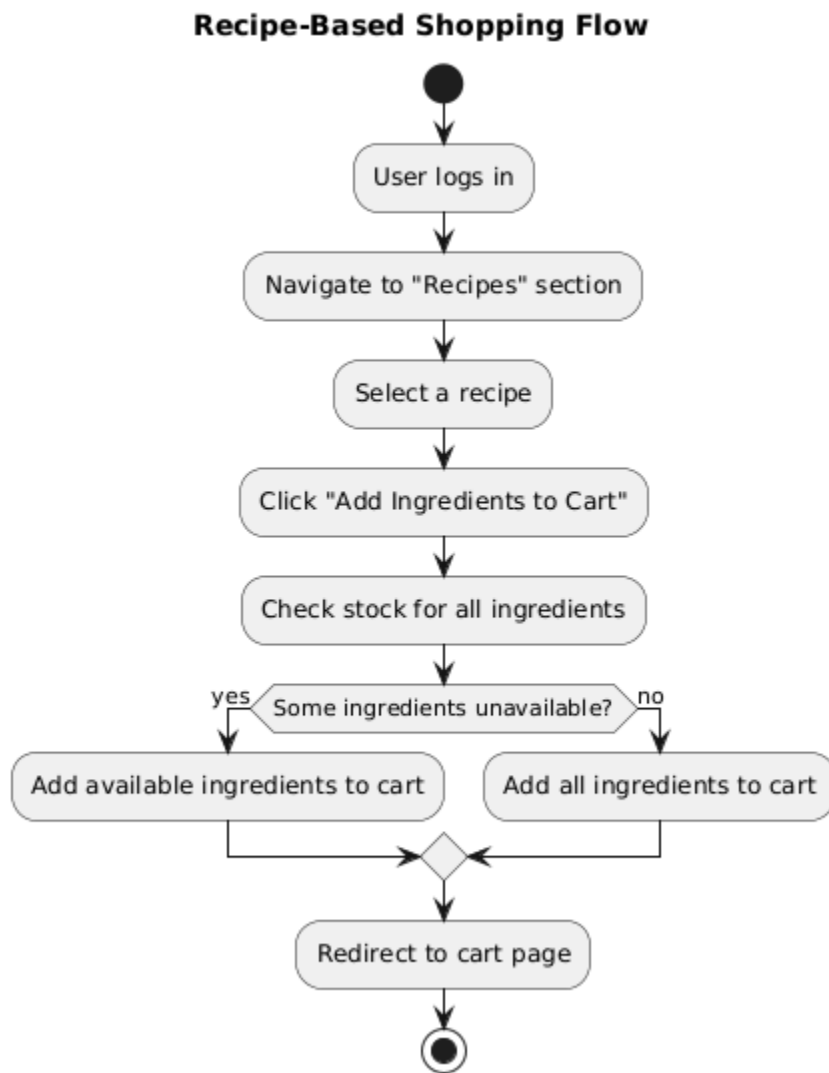 Recipe-Based Shopping Flow
User logs in
Navigate to "Recipes" section
Select a recipe
Click "Add Ingredients to Cart"
Check stock for all ingredients
yes
Some ingredients unavailable?
no
Add available ingredients to cart
Add all ingredients to cart
Redirect to cart page